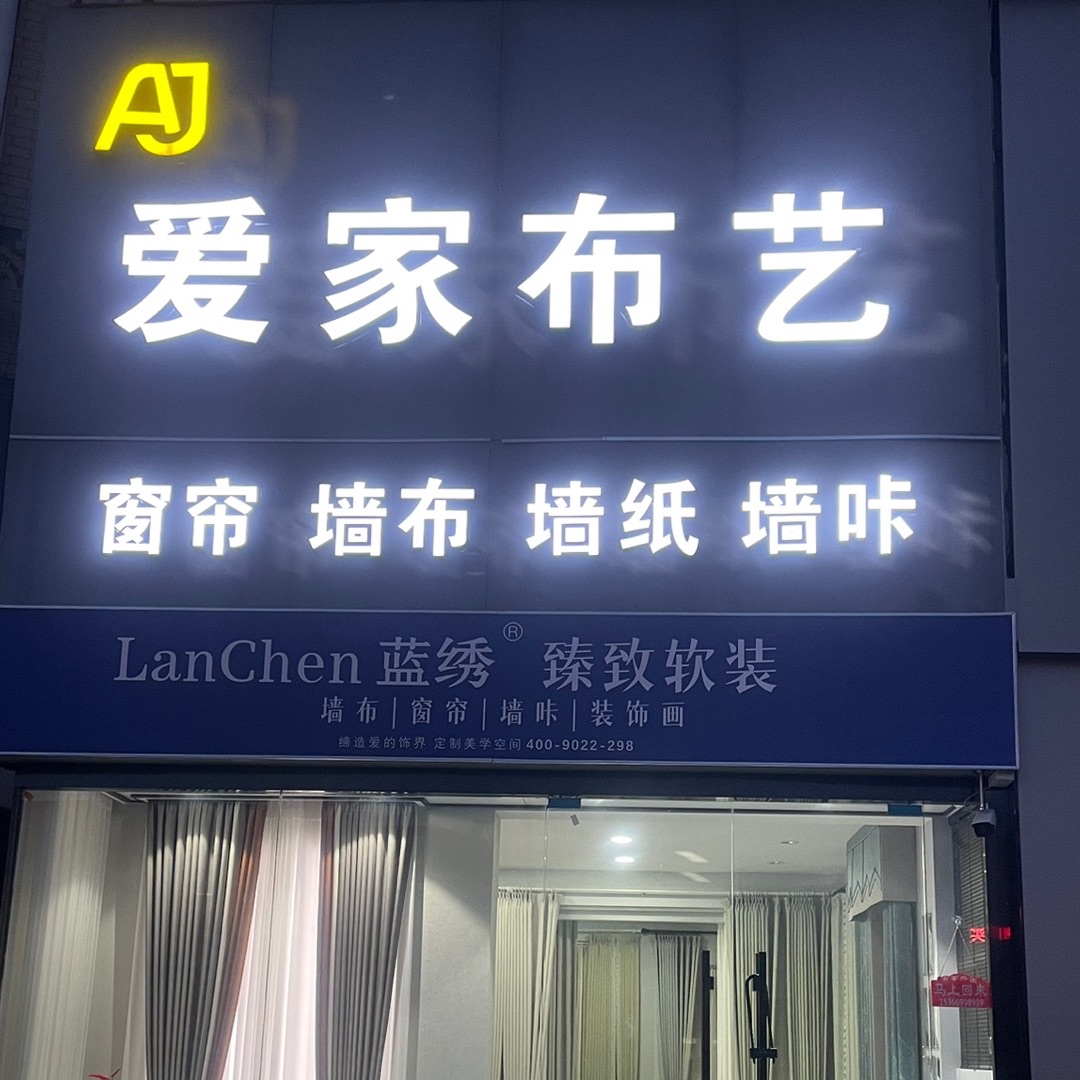 AJ
爱家布艺
窗帘 墙布 墙纸 墙咔
LanChen 蓝绣® 臻致软装
墙布|窗帘|墙咔|装饰画
缔造爱的饰界 定制美学空间 400-9022-298
马上回来